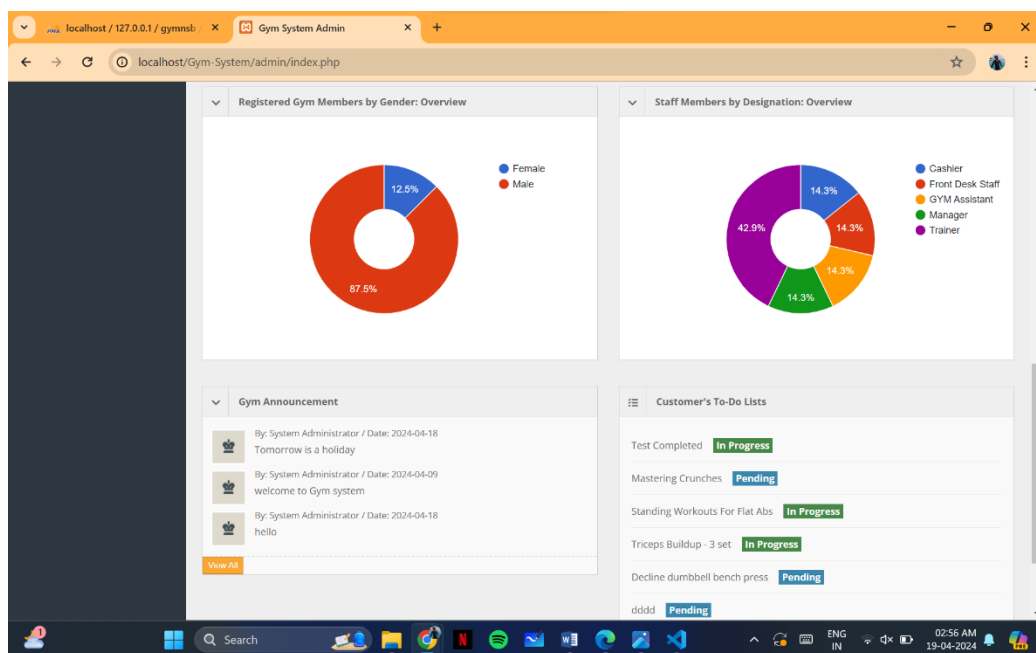 localhost / 127.0.0.1 / gymnsb /
Gym System Admin
localhost/Gym-System/admin/index.php
Registered Gym Members by Gender: Overview
Female
Male
12.5%
87.5%
Staff Members by Designation: Overview
Cashier
Front Desk Staff
GYM Assistant
Manager
Trainer
14.3%
42.9%
14.3%
14.3%
14.3%
Gym Announcement
By: System Administrator / Date: 2024-04-18
Tomorrow is a holiday
By: System Administrator / Date: 2024-04-09
welcome to Gym system
By: System Administrator / Date: 2024-04-18
hello
View All
Customer's To-Do Lists
Test Completed In Progress
Mastering Crunches Pending
Standing Workouts For Flat Abs In Progress
Triceps Buildup - 3 set In Progress
Decline dumbbell bench press Pending
dddd Pending
1
Search
ENG
IN
02:56 AM
19-04-2024